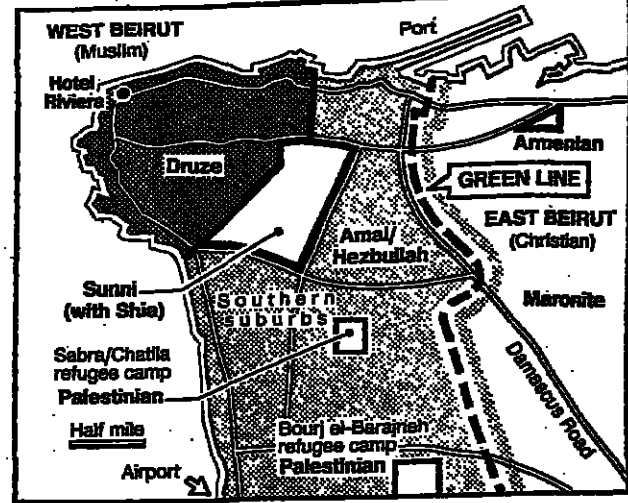 WEST BEIRUT
(Muslim)
Port
Hotel
Riviera
Armenian
Druze
GREEN LINE
EAST BEIRUT
(Christian)
Amal/
Hezbullah
Sunni
(with Shia)
Southern
suburbs
Maronite
Sabra/Chatila
refugee camp
Palestinian
Damascus Road
Half mile
Bourj el-Barajneh
refugee camp
Palestinian
Airport